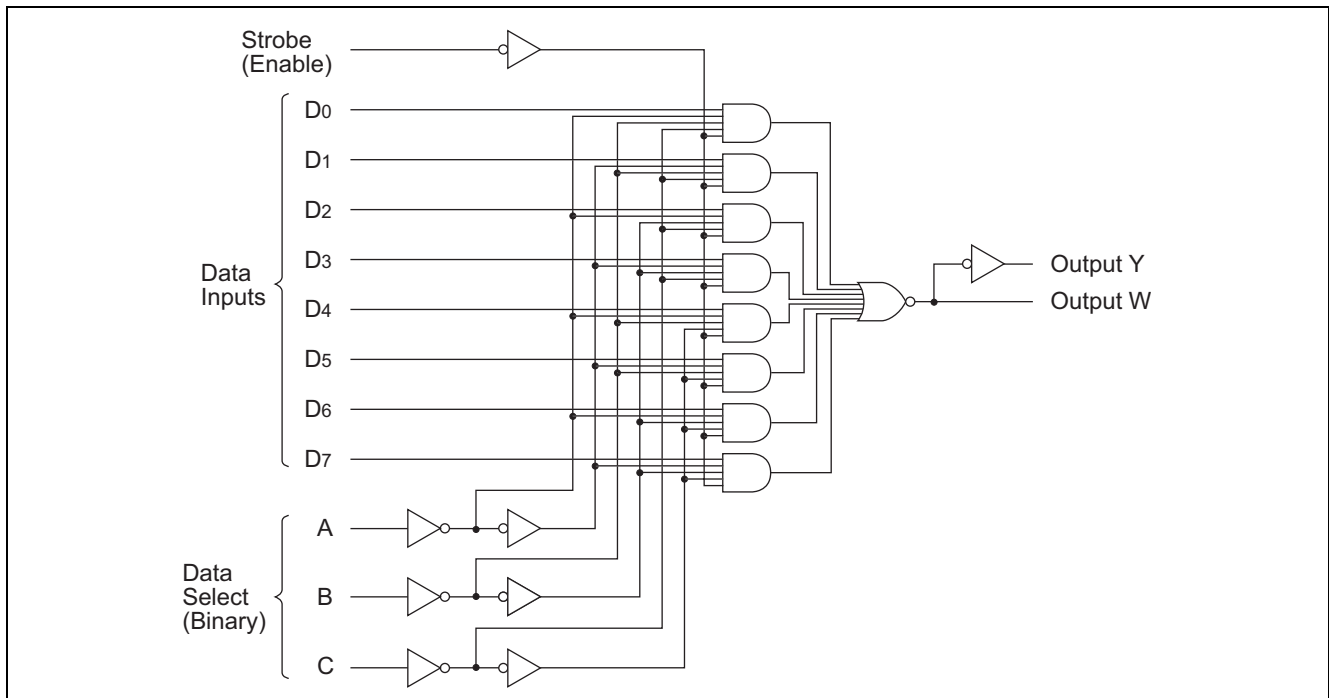 Strobe
(Enable)
D0
D1
D2
D3
Data
Inputs
D4
D5
D6
D7
Output Y
Output W
A
Data
Select
(Binary)
B
C